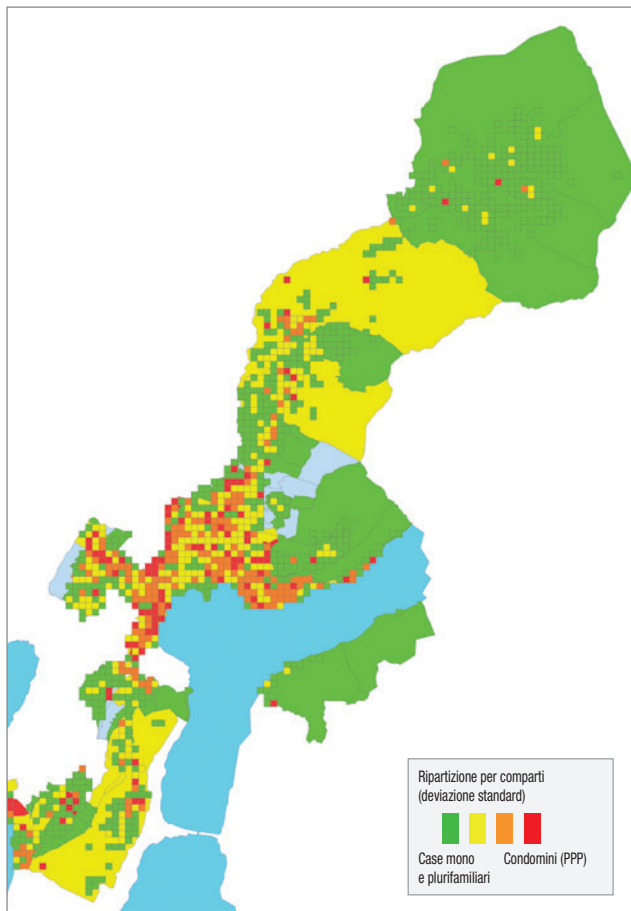 Ripartizione per comparti
(deviazione standard)
Case mono
e plurifamiliari
Condomini (PPP)